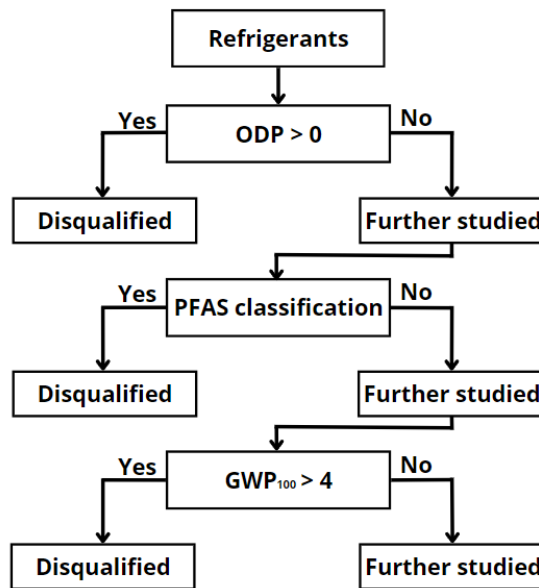 Refrigerants
Yes
ODP > 0
No
Disqualified
Further studied
Yes
PFAS classification
No
Disqualified
Further studied
Yes
GWP₁₀₀ > 4
No
Disqualified
Further studied